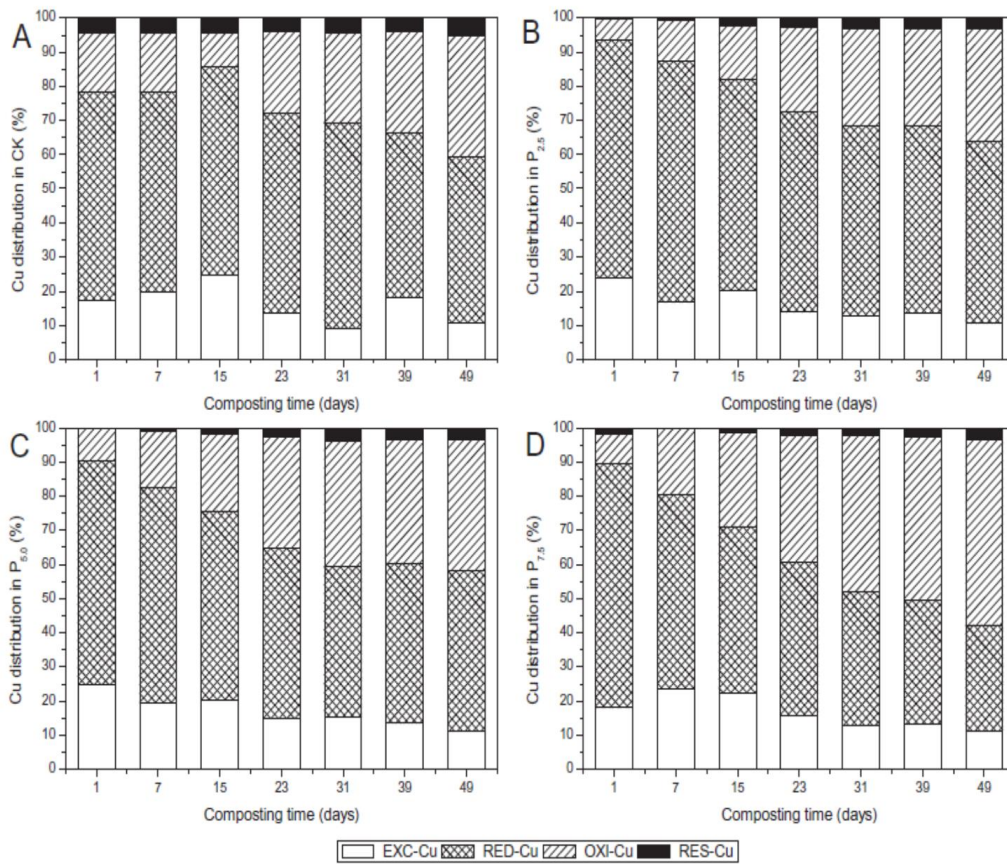 A
Cu distribution in CK (%)
100
90
80
70
60
50
40
30
20
10
0
1 7 15 23 31 39 49
Composting time (days)
B
Cu distribution in P2.5 (%)
100
90
80
70
60
50
40
30
20
10
0
1 7 15 23 31 39 49
Composting time (days)
C
Cu distribution in P5.0 (%)
100
90
80
70
60
50
40
30
20
10
0
1 7 15 23 31 39 49
Composting time (days)
D
Cu distribution in P7.5 (%)
100
90
80
70
60
50
40
30
20
10
0
1 7 15 23 31 39 49
Composting time (days)
EXC-Cu RED-Cu OXI-Cu RES-Cu